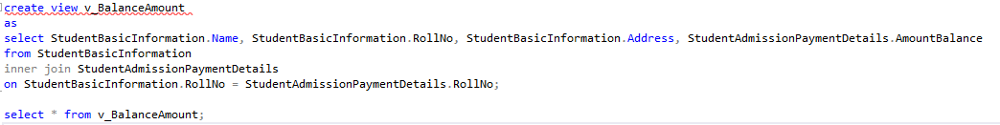 create view v_BalanceAmount
as
select StudentBasicInformation.Name, StudentBasicInformation.RollNo, StudentBasicInformation.Address, StudentAdmissionPaymentDetails.AmountBalance
from StudentBasicInformation
inner join StudentAdmissionPaymentDetails
on StudentBasicInformation.RollNo = StudentAdmissionPaymentDetails.RollNo;
select * from v_BalanceAmount;